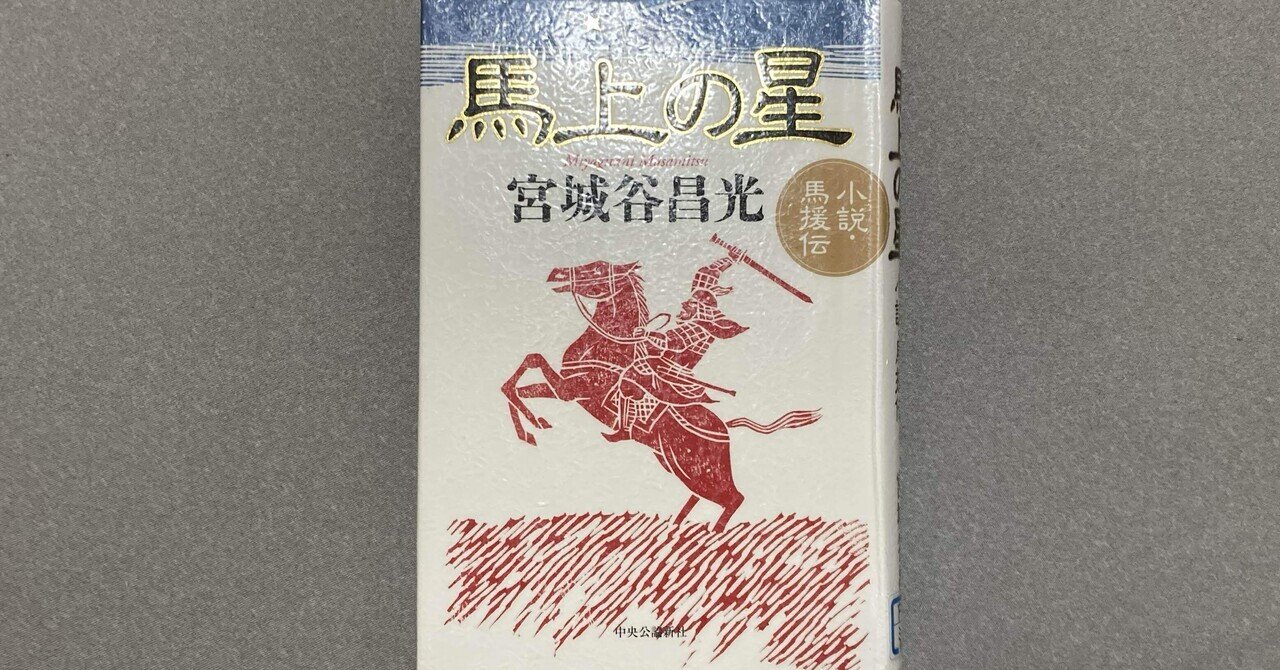 馬上の星
Miyagitani Masamitsu
宮城谷昌光
小説・
馬援伝
中央公論新社